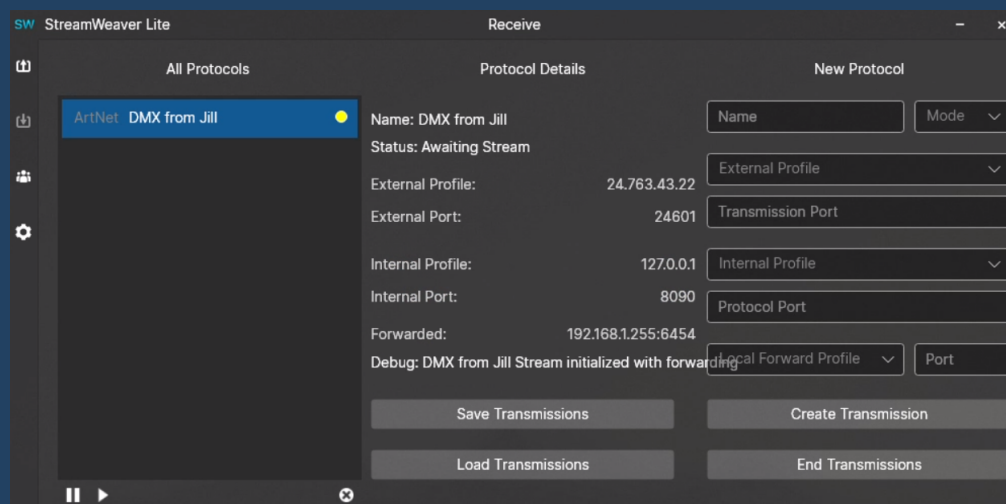 SW StreamWeaver Lite
Receive
All Protocols
ArtNet DMX from Jill
Protocol Details
Name: DMX from Jill
Status: Awaiting Stream
External Profile: 24.763.43.22
External Port: 24601
Internal Profile: 127.0.0.1
Internal Port: 8090
Forwarded: 192.168.1.255:6454
Debug: DMX from Jill Stream initialized with forwarding
Save Transmissions
Load Transmissions
New Protocol
Name
Mode
External Profile
Transmission Port
Internal Profile
Protocol Port
Local Forward Profile
Port
Create Transmission
End Transmissions